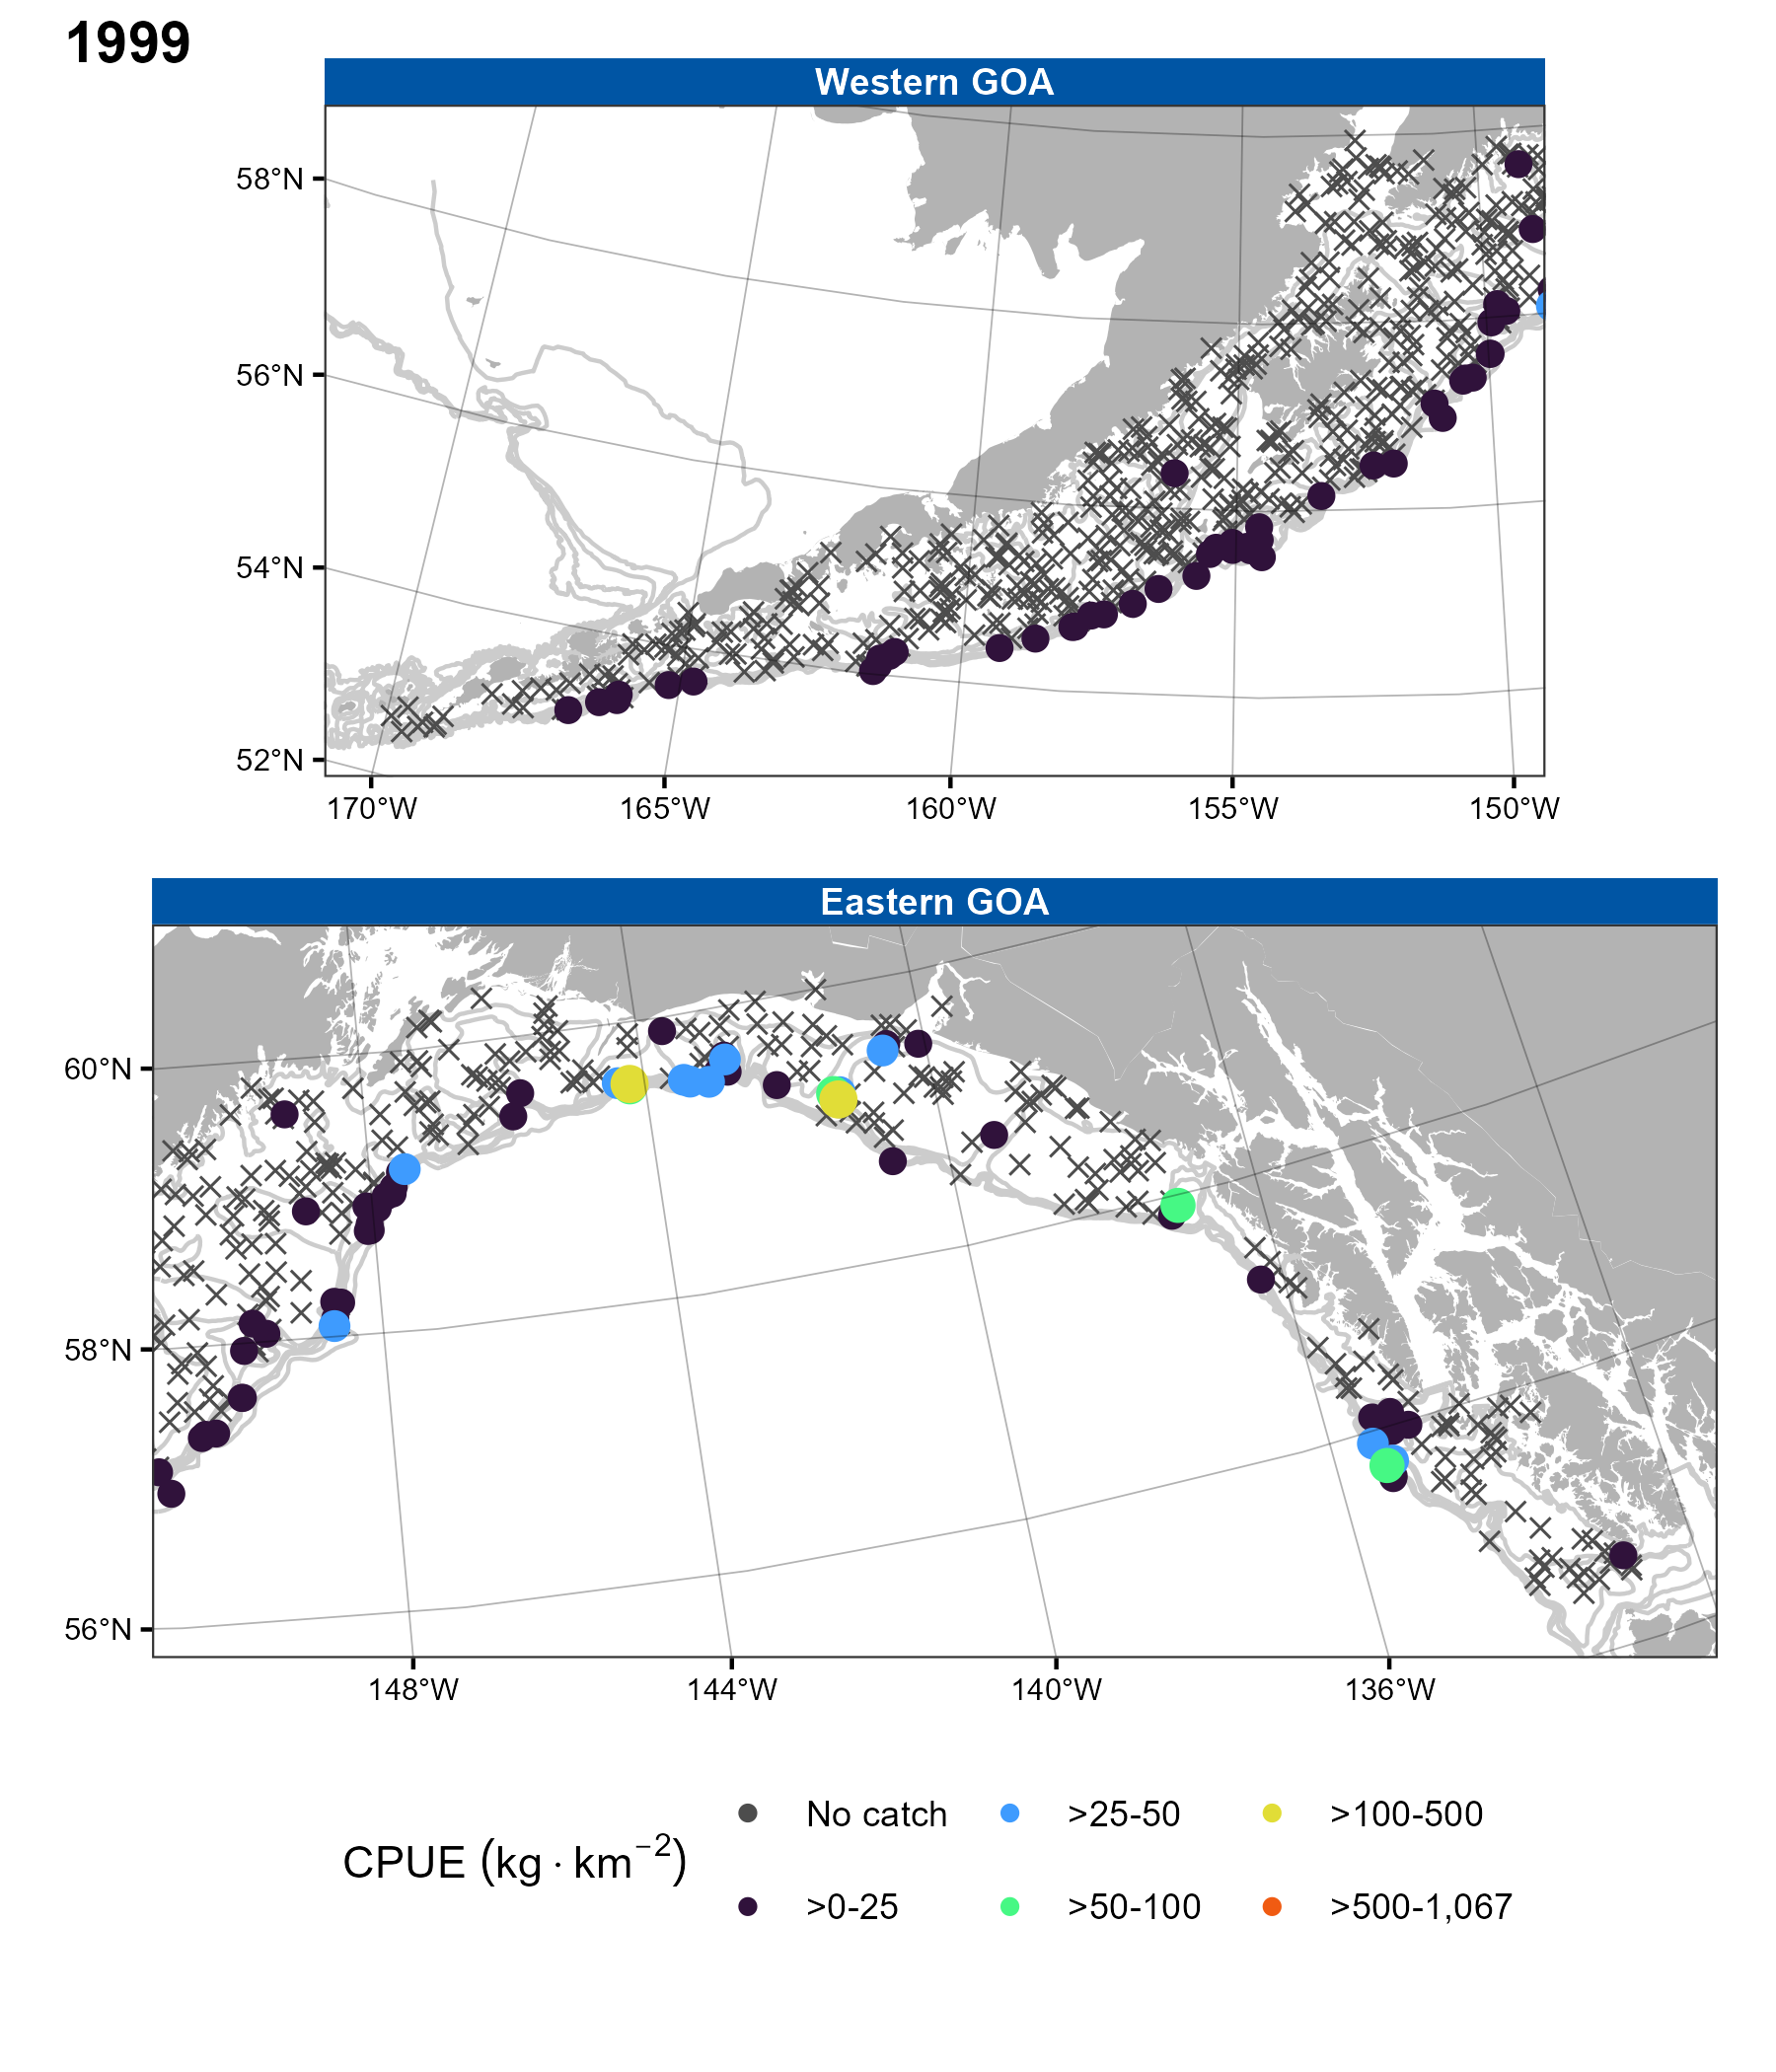 1999
Western GOA
58°N
56°N
54°N
52°N
170°W 165°W 160°W 155°W 150°W
Eastern GOA
60°N
58°N
56°N
148°W 144°W 140°W 136°W
CPUE (kg · km⁻²)
No catch >25-50 >100-500
>0-25 >50-100 >500-1,067